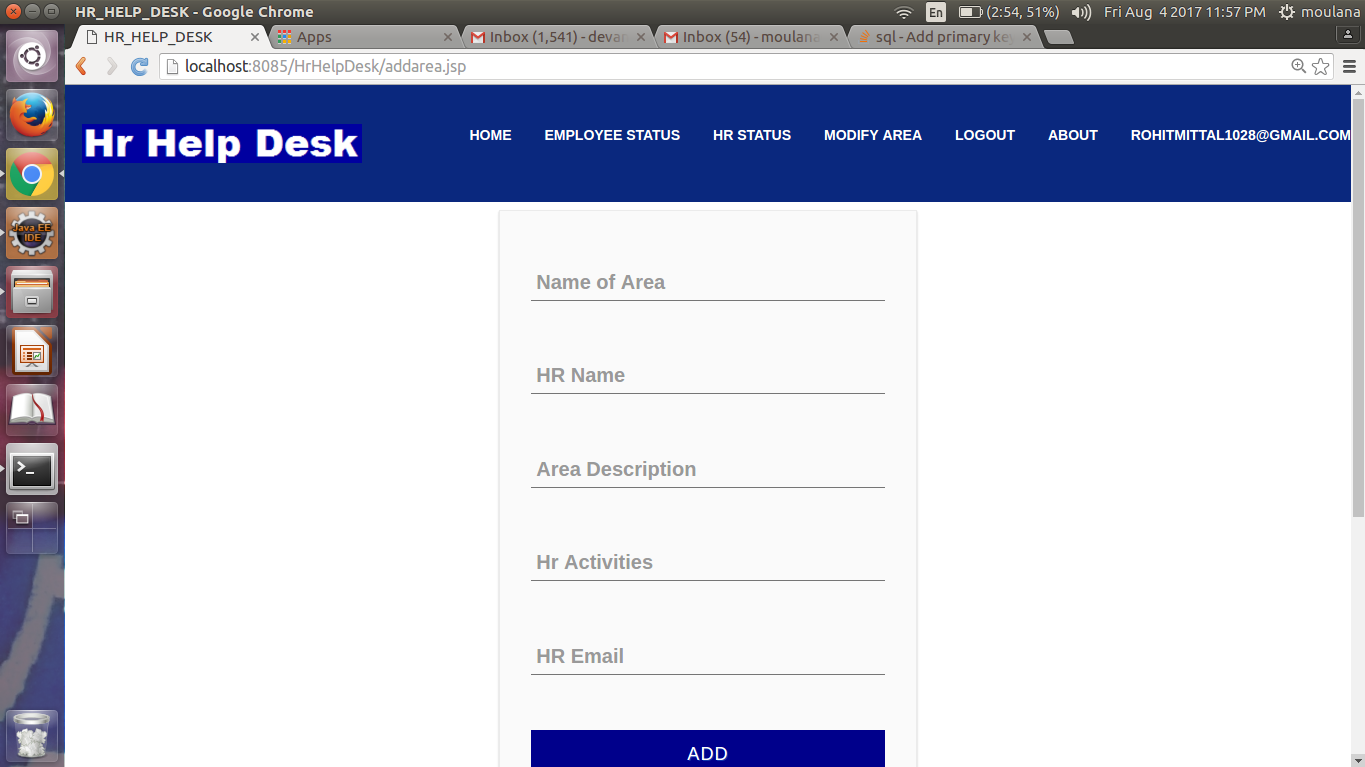 HR_HELP_DESK - Google Chrome
En
(2:54, 51%)
Fri Aug 4 2017 11:57 PM
moulana
HR_HELP_DESK
Apps
Inbox (1,541) - devar
Inbox (54) - moulana
sql - Add primary key
localhost:8085/HrHelpDesk/addarea.jsp
Hr Help Desk
HOME
EMPLOYEE STATUS
HR STATUS
MODIFY AREA
LOGOUT
ABOUT
ROHITMITTAL1028@GMAIL.COM
Java EE
IDE
Name of Area
HR Name
Area Description
Hr Activities
HR Email
ADD